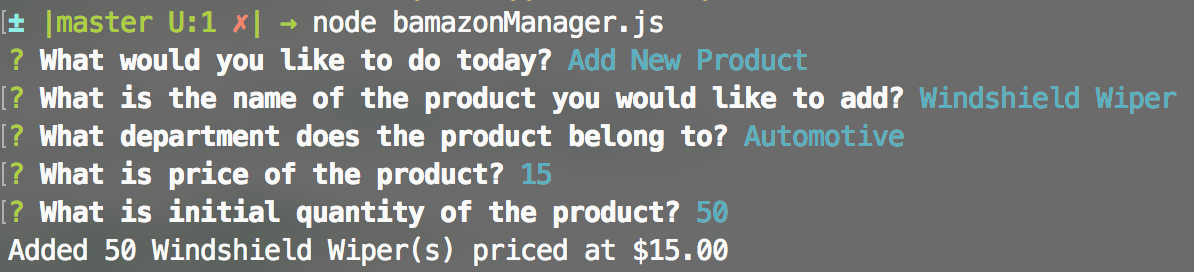 [± |master U:1 ✗| → node bamazonManager.js
? What would you like to do today? Add New Product
[? What is the name of the product you would like to add? Windshield Wiper
[? What department does the product belong to? Automotive
[? What is price of the product? 15
[? What is initial quantity of the product? 50
Added 50 Windshield Wiper(s) priced at $15.00